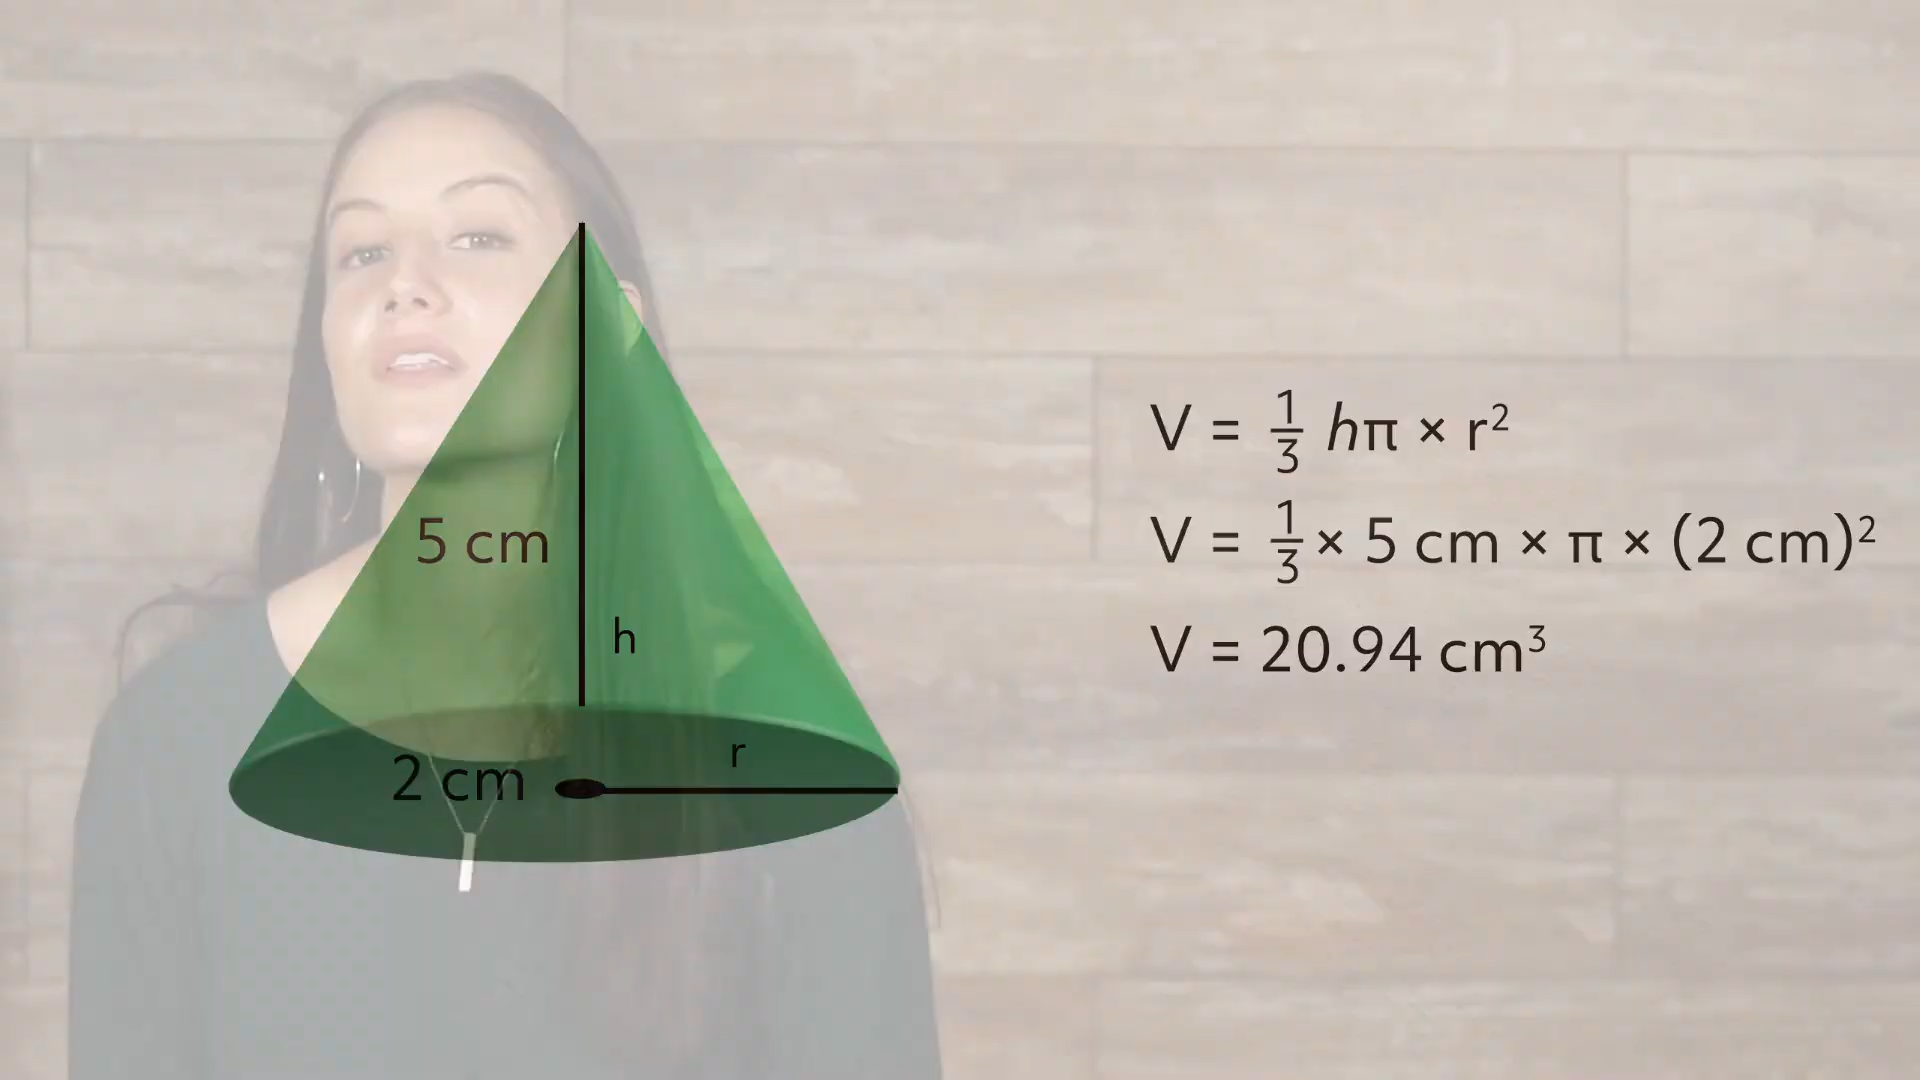 5 cm
h
r
2 cm
V = 1/3 hπ × r²
V = 1/3 × 5 cm × π × (2 cm)²
V = 20.94 cm³